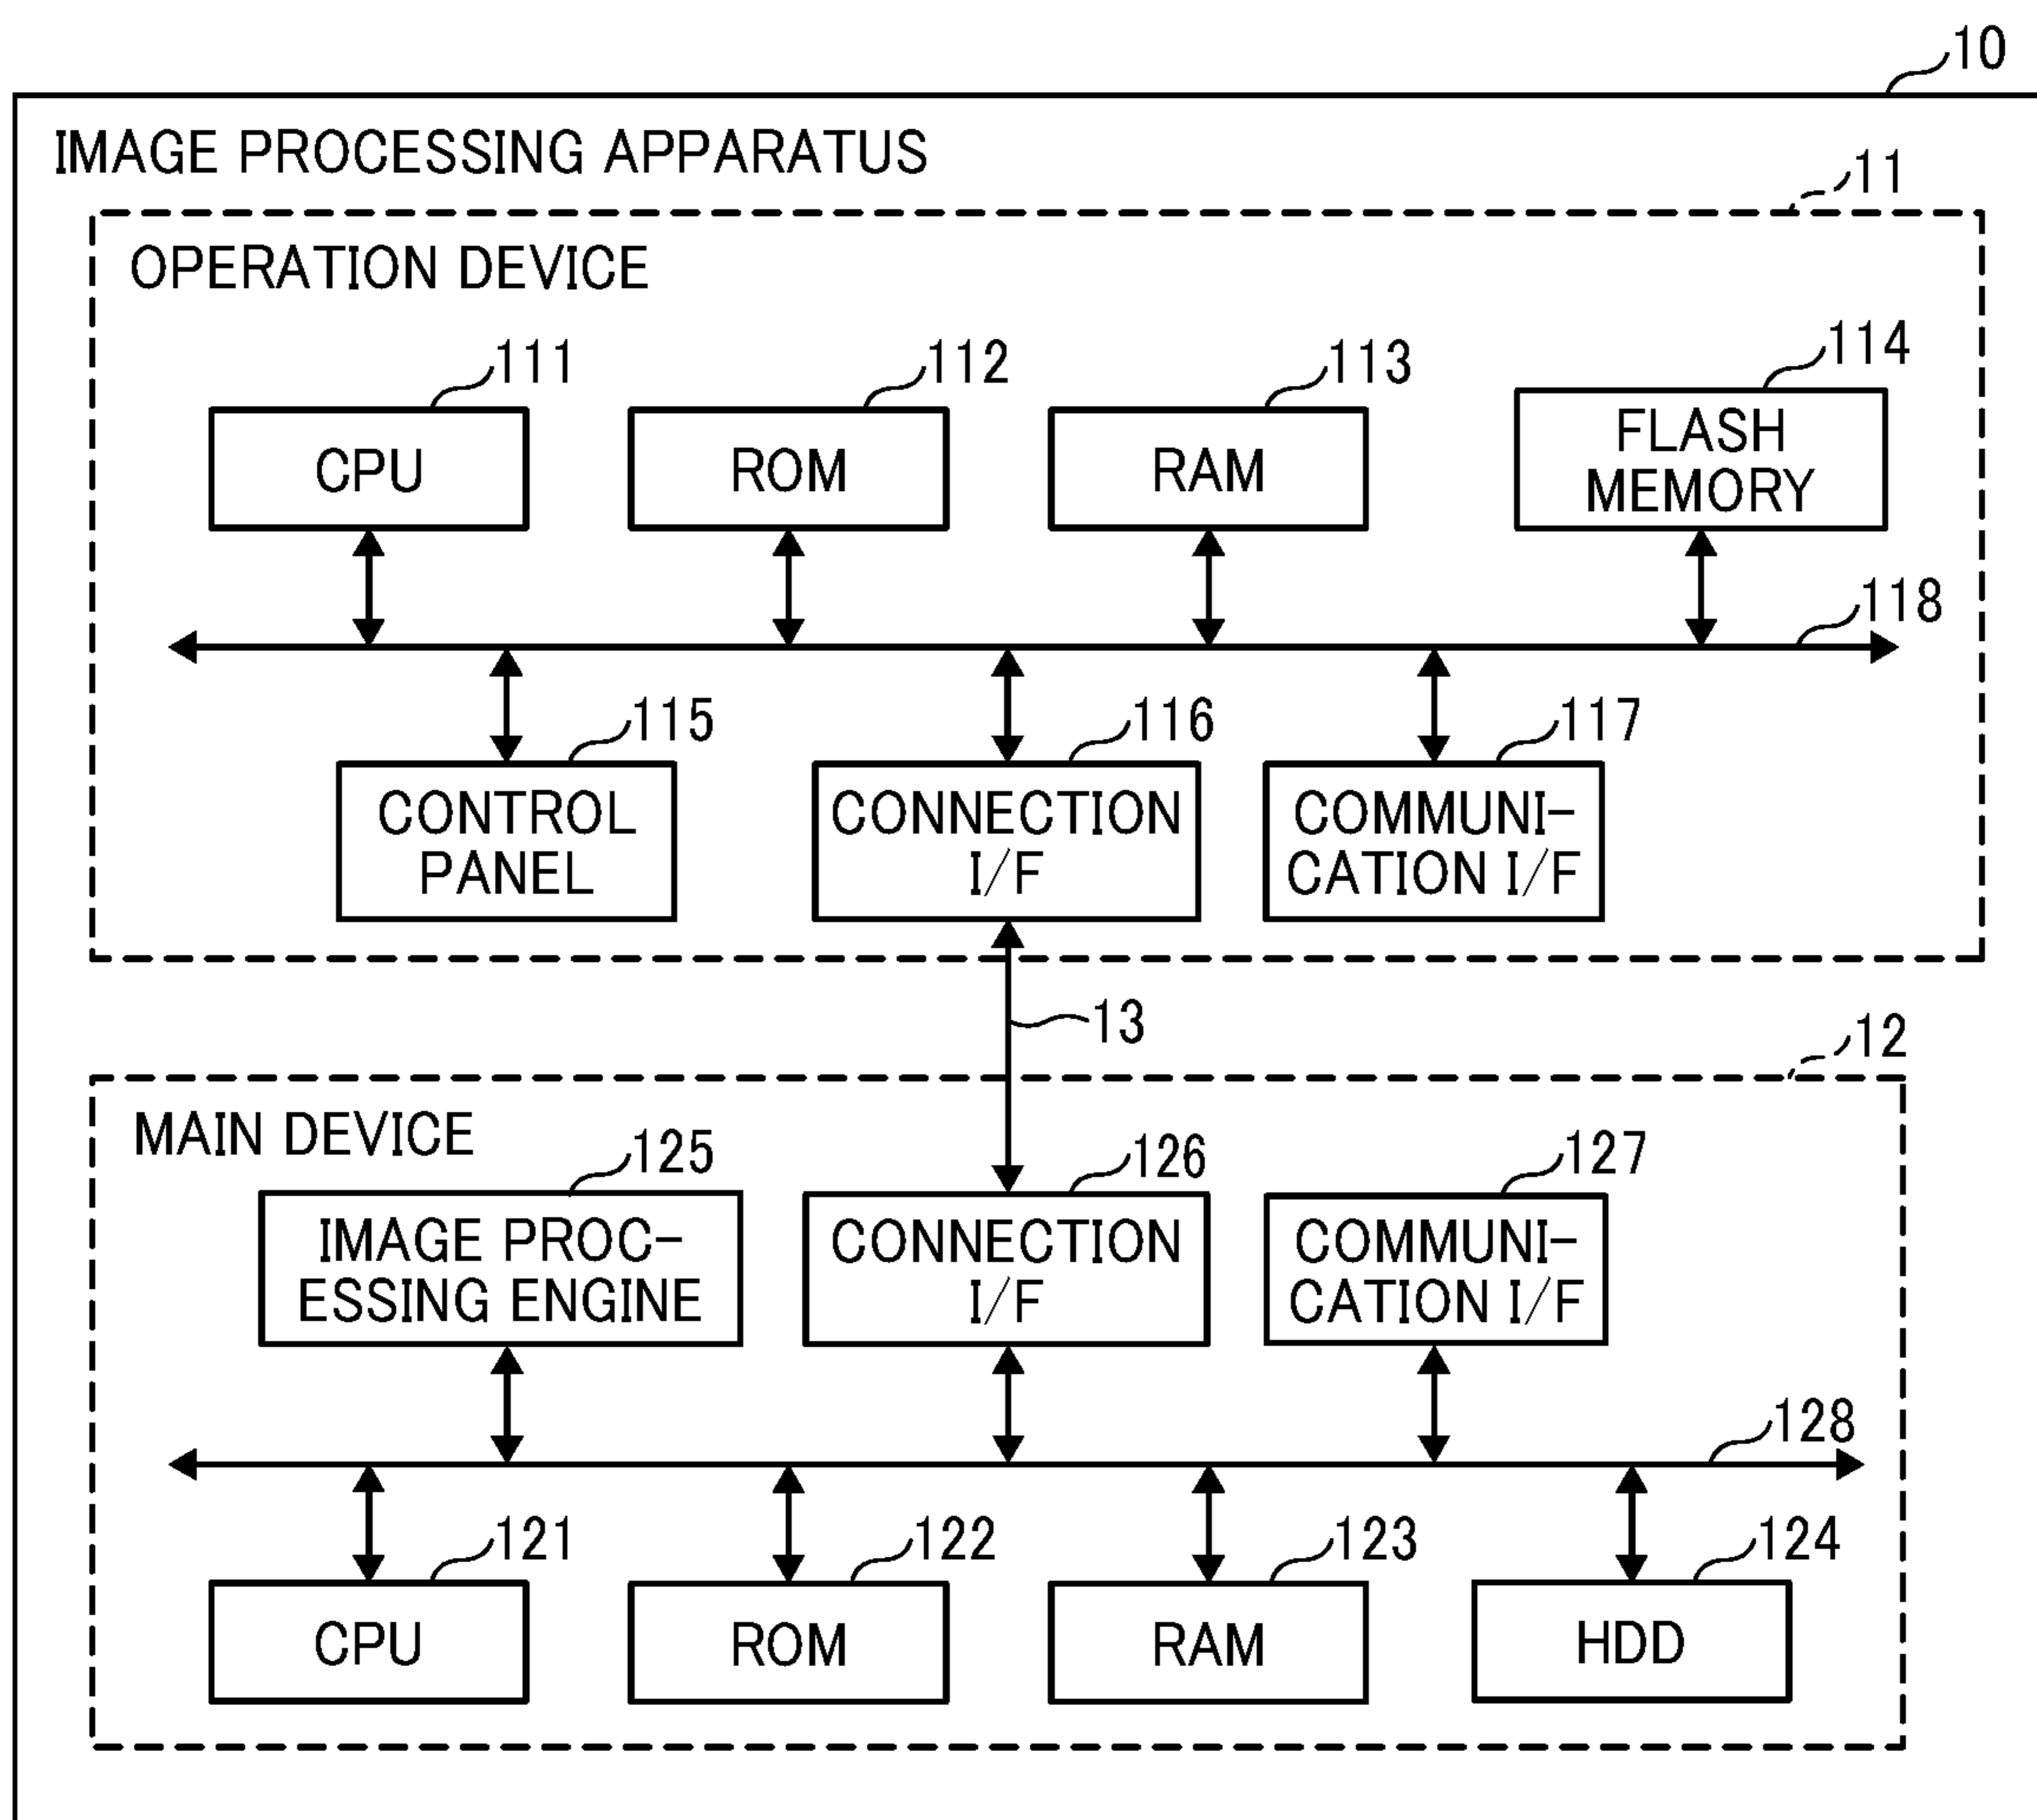 10
IMAGE PROCESSING APPARATUS
11
OPERATION DEVICE
111
112
113
114
CPU
ROM
RAM
FLASH
MEMORY
118
115
116
117
CONTROL
PANEL
CONNECTION
I/F
COMMUNI-
CATION I/F
13
12
MAIN DEVICE
125
126
127
IMAGE PROC-
ESSING ENGINE
CONNECTION
I/F
COMMUNI-
CATION I/F
128
121
122
123
124
CPU
ROM
RAM
HDD